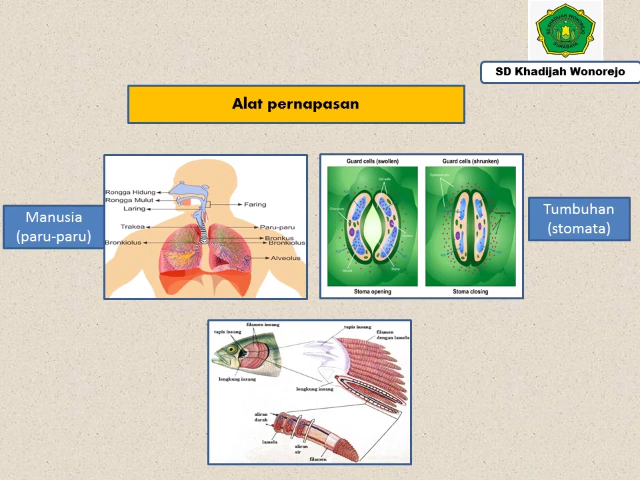 SD Khadijah Wonorejo
Alat pernapasan
Manusia
(paru-paru)
Rongga Hidung
Rongga Mulut
Laring
Faring
Trakea
Paru-paru
Bronkus
Bronkiolus
Bronkiolus
Alveolus
Guard cells (swollen)
Guard cells (shrunken)
Stoma opening
Stoma closing
Tumbuhan
(stomata)
filamen insang
tapis insang
lengkung insang
tapis insang
filamen
dengan lamela
lengkung insang
aliran
darah
lamela
aliran
air
filamen